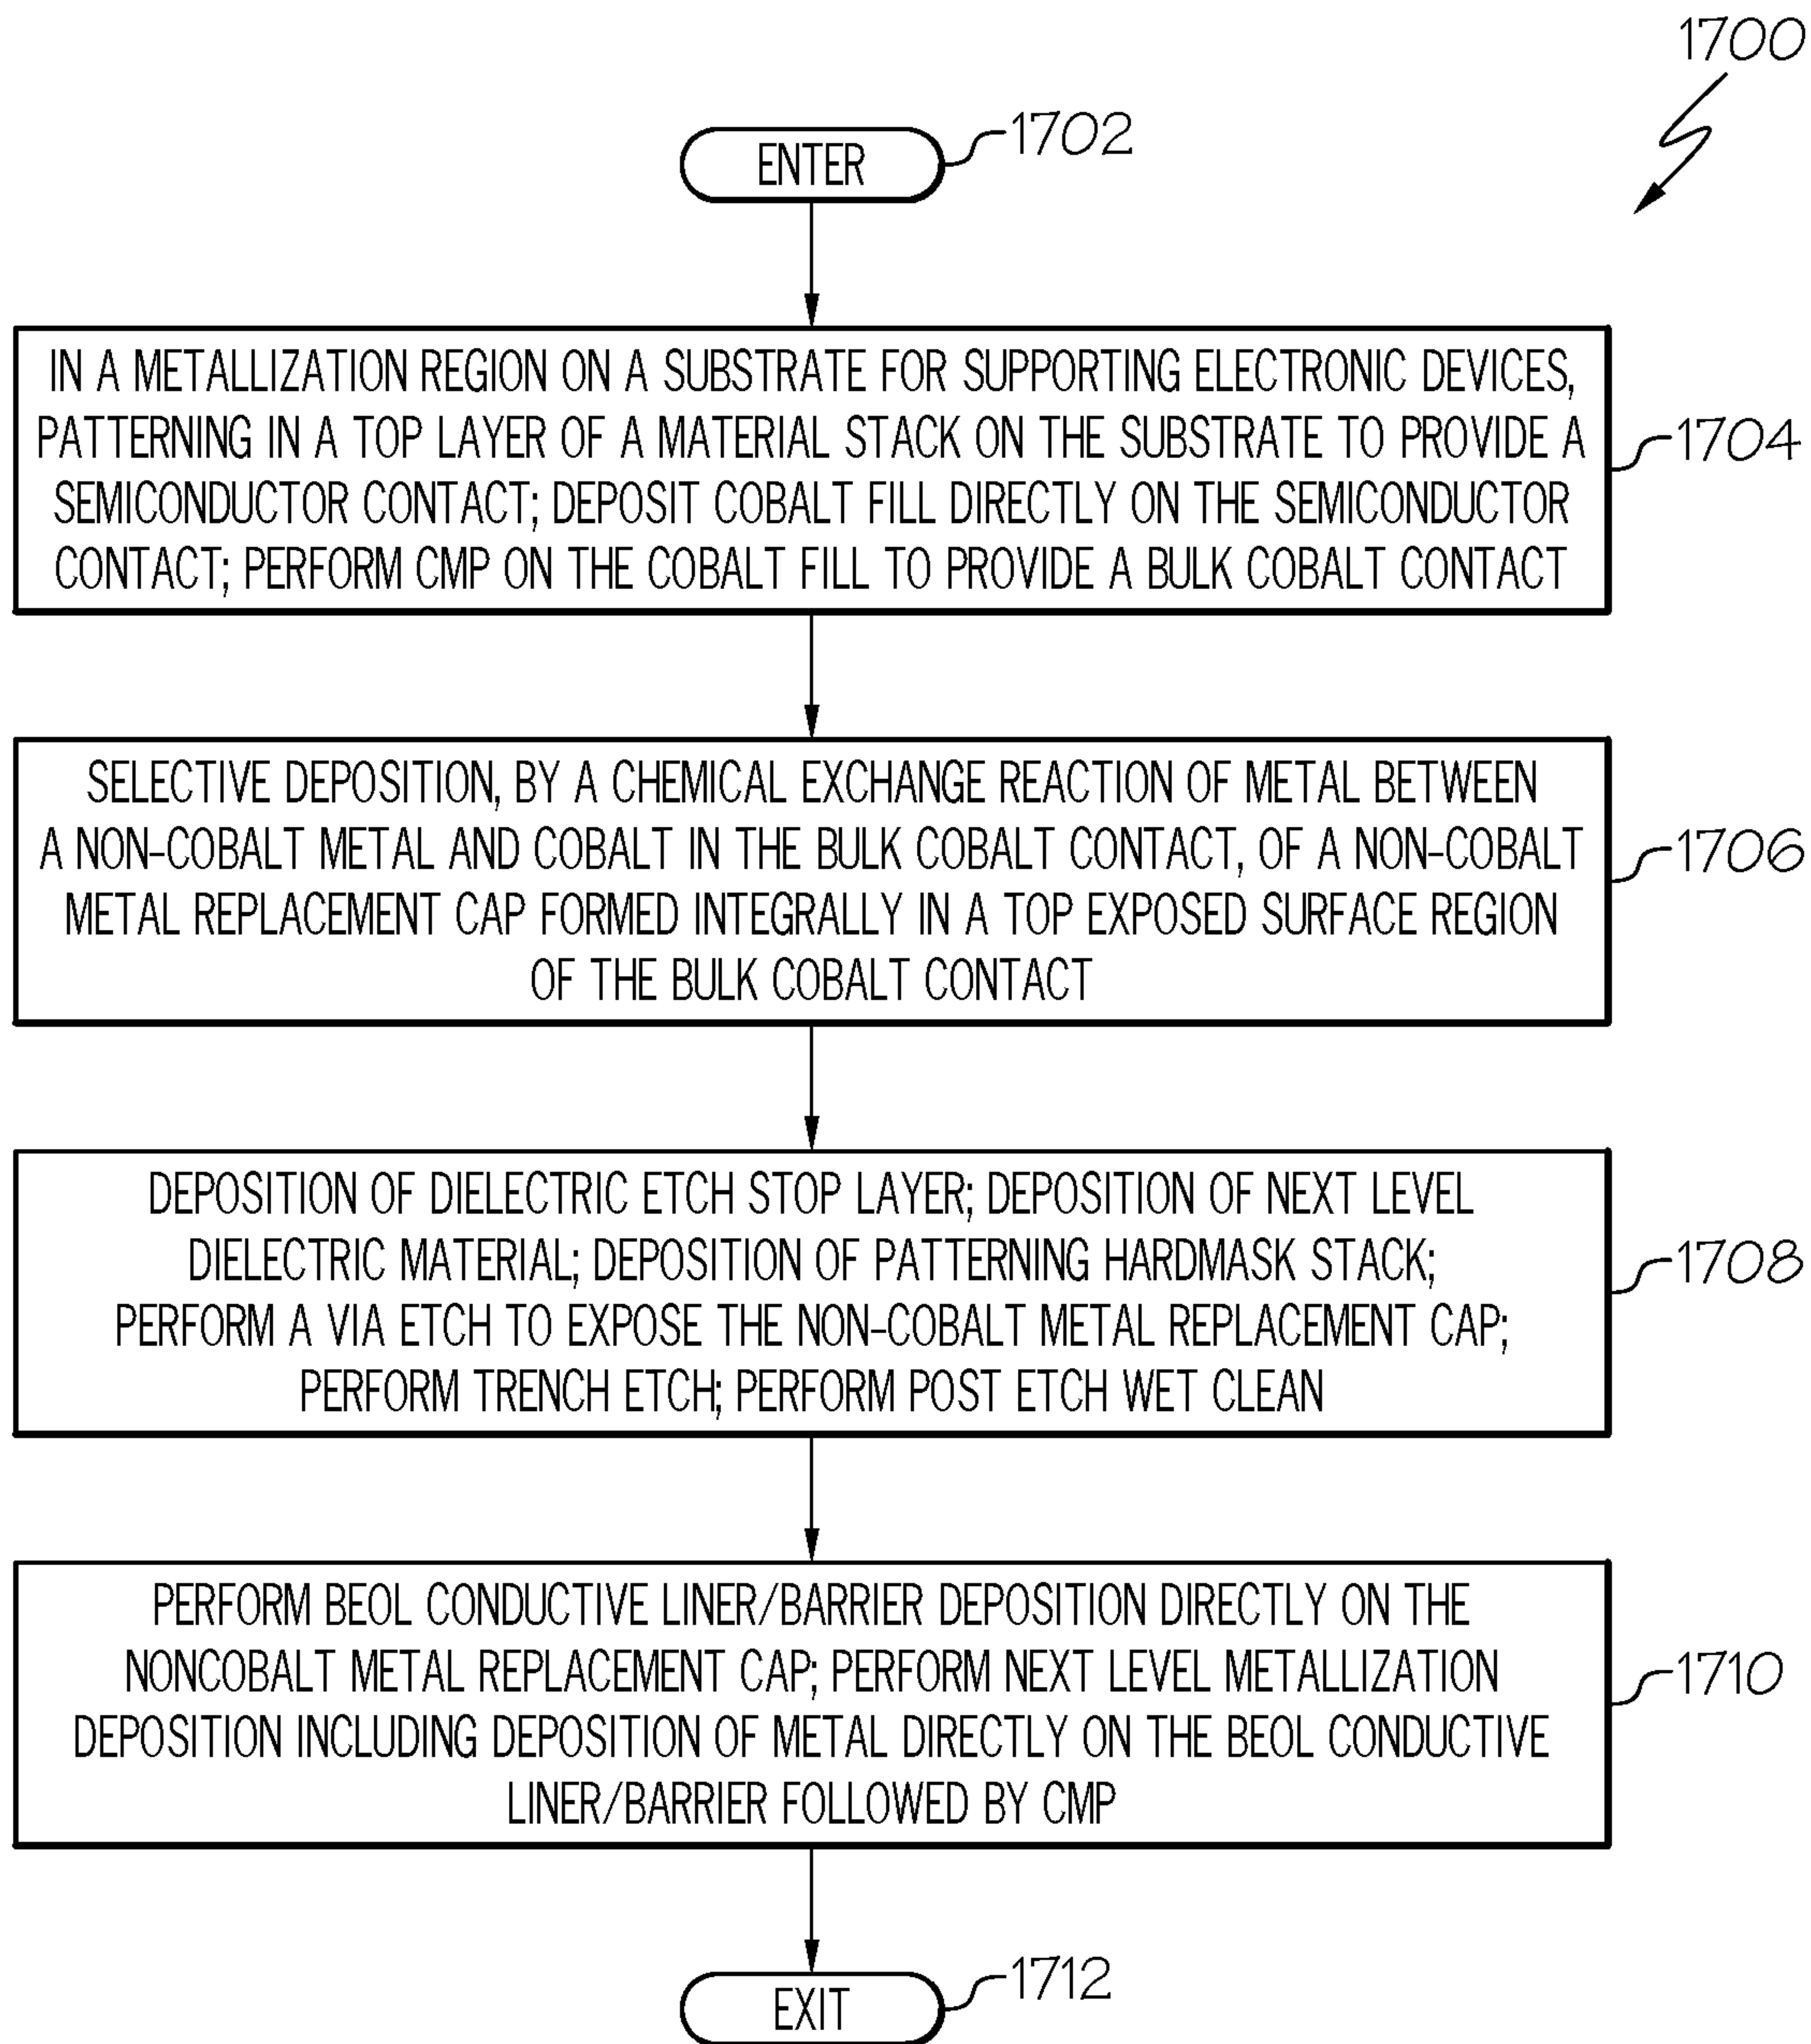 1700
ENTER
1702
IN A METALLIZATION REGION ON A SUBSTRATE FOR SUPPORTING ELECTRONIC DEVICES,
PATTERNING IN A TOP LAYER OF A MATERIAL STACK ON THE SUBSTRATE TO PROVIDE A
SEMICONDUCTOR CONTACT; DEPOSIT COBALT FILL DIRECTLY ON THE SEMICONDUCTOR
CONTACT; PERFORM CMP ON THE COBALT FILL TO PROVIDE A BULK COBALT CONTACT
1704
SELECTIVE DEPOSITION, BY A CHEMICAL EXCHANGE REACTION OF METAL BETWEEN
A NON-COBALT METAL AND COBALT IN THE BULK COBALT CONTACT, OF A NON-COBALT
METAL REPLACEMENT CAP FORMED INTEGRALLY IN A TOP EXPOSED SURFACE REGION
OF THE BULK COBALT CONTACT
1706
DEPOSITION OF DIELECTRIC ETCH STOP LAYER; DEPOSITION OF NEXT LEVEL
DIELECTRIC MATERIAL; DEPOSITION OF PATTERNING HARDMASK STACK;
PERFORM A VIA ETCH TO EXPOSE THE NON-COBALT METAL REPLACEMENT CAP;
PERFORM TRENCH ETCH; PERFORM POST ETCH WET CLEAN
1708
PERFORM BEOL CONDUCTIVE LINER/BARRIER DEPOSITION DIRECTLY ON THE
NONCOBALT METAL REPLACEMENT CAP; PERFORM NEXT LEVEL METALLIZATION
DEPOSITION INCLUDING DEPOSITION OF METAL DIRECTLY ON THE BEOL CONDUCTIVE
LINER/BARRIER FOLLOWED BY CMP
1710
EXIT
1712